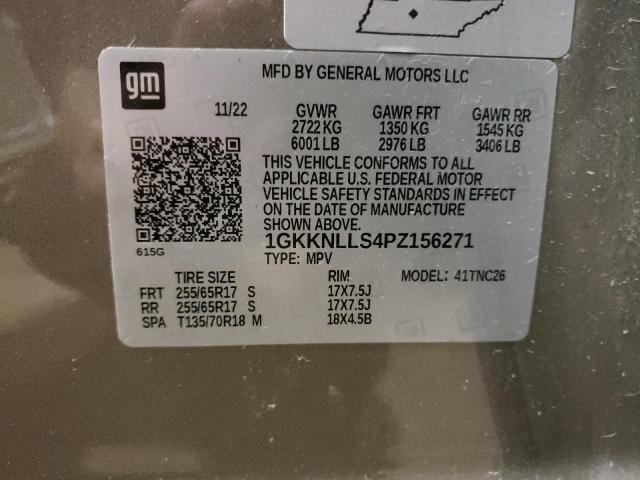 gm
MFD BY GENERAL MOTORS LLC
11/22 GVWR GAWR FRT GAWR RR
2722 KG 1350 KG 1545 KG
6001 LB 2976 LB 3406 LB
THIS VEHICLE CONFORMS TO ALL
APPLICABLE U.S. FEDERAL MOTOR
VEHICLE SAFETY STANDARDS IN EFFECT
ON THE DATE OF MANUFACTURE
SHOWN ABOVE.
1GKKNLLS4PZ156271
615G
TYPE: MPV
TIRE SIZE RIM MODEL: 41TNC26
FRT 255/65R17 S 17X7.5J
RR 255/65R17 S 17X7.5J
SPA T135/70R18 M 18X4.5B